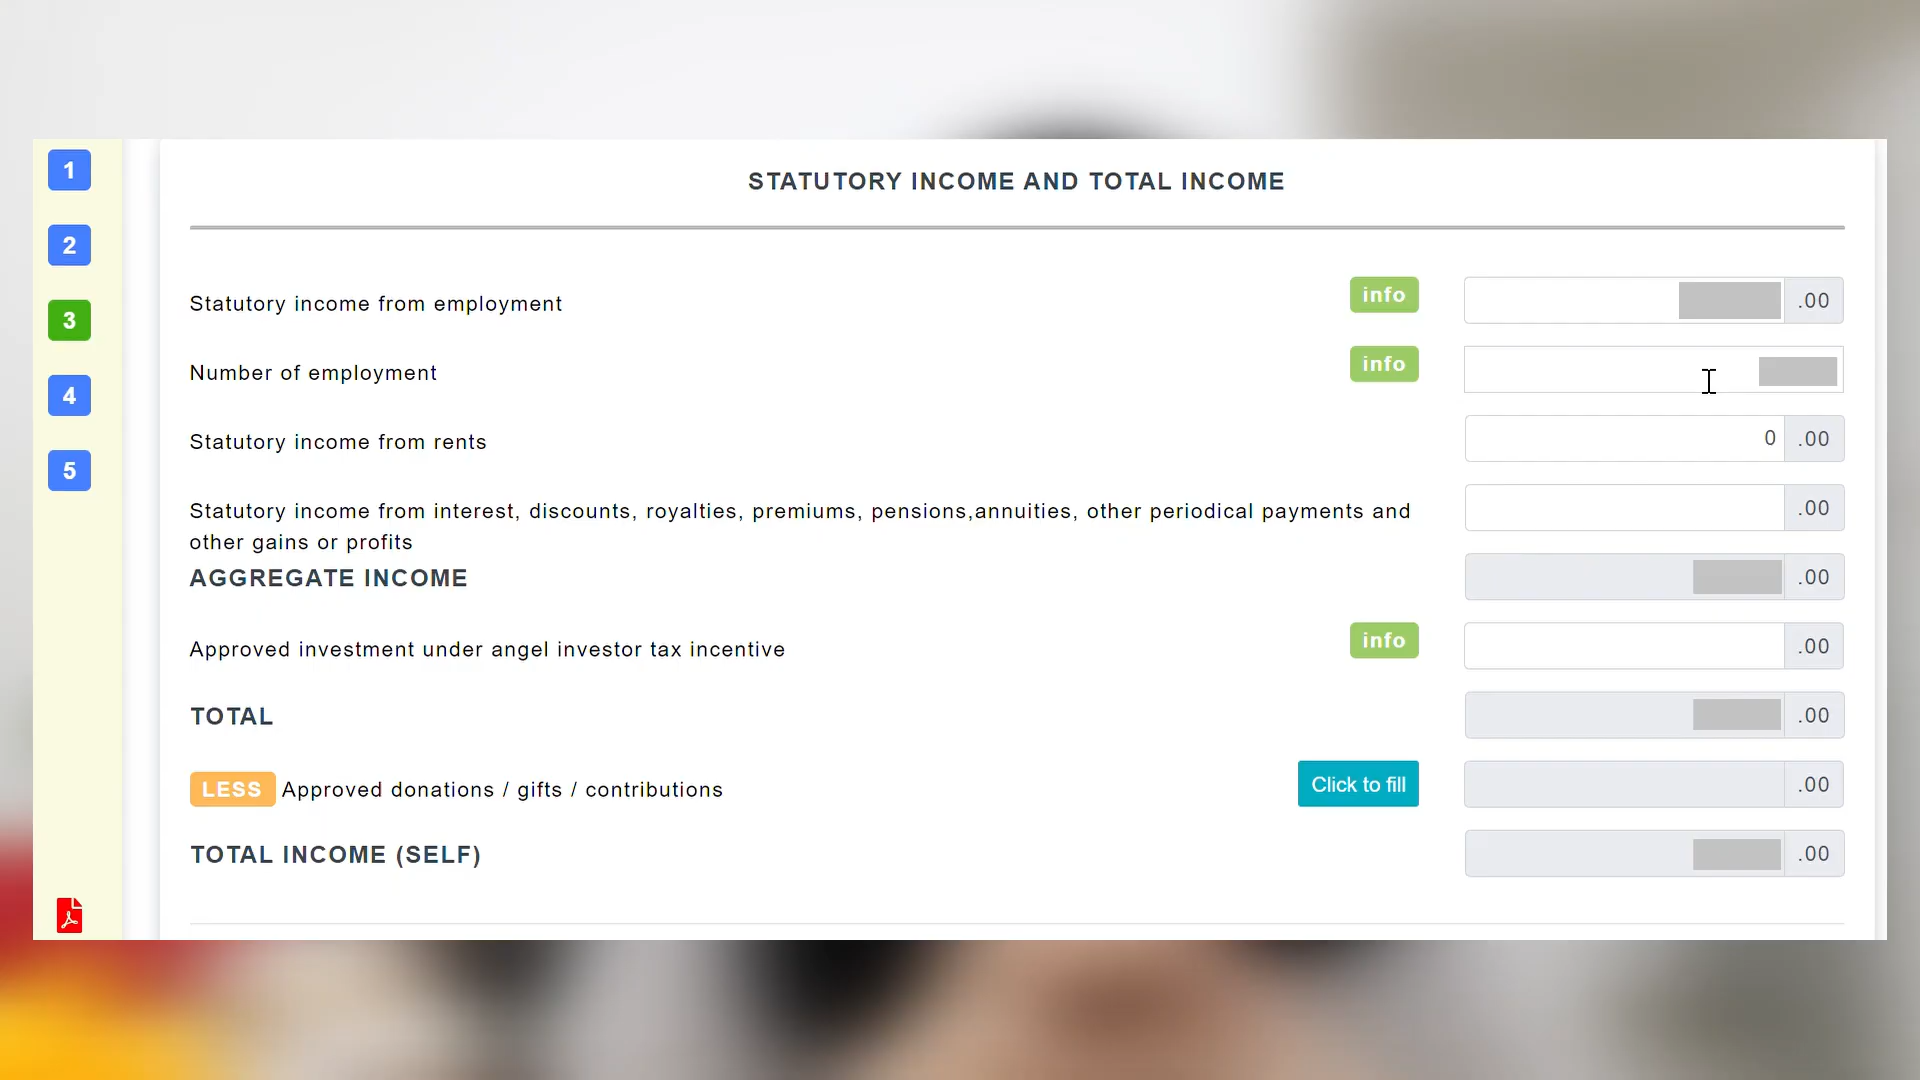 1
2
3
4
5
STATUTORY INCOME AND TOTAL INCOME
Statutory income from employment info .00
Number of employment info
Statutory income from rents 0 .00
Statutory income from interest, discounts, royalties, premiums, pensions,annuities, other periodical payments and .00
other gains or profits
AGGREGATE INCOME .00
Approved investment under angel investor tax incentive info .00
TOTAL .00
LESS Approved donations / gifts / contributions Click to fill .00
TOTAL INCOME (SELF) .00